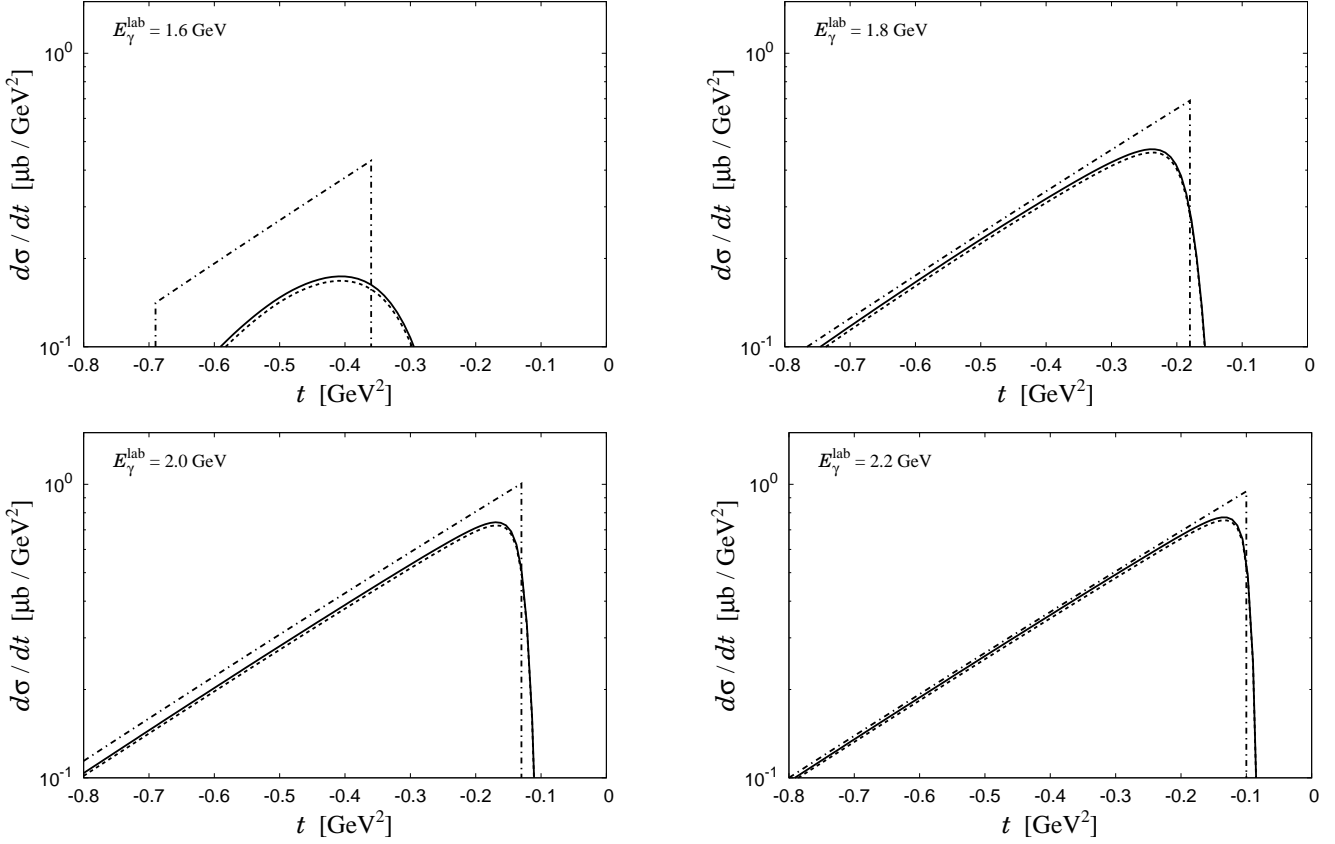 E_γ^lab = 1.6 GeV
10^0
10^-1
dσ / dt [μb / GeV^2]
-0.8 -0.7 -0.6 -0.5 -0.4 -0.3 -0.2 -0.1 0
t [GeV^2]
E_γ^lab = 1.8 GeV
10^0
10^-1
dσ / dt [μb / GeV^2]
-0.8 -0.7 -0.6 -0.5 -0.4 -0.3 -0.2 -0.1 0
t [GeV^2]
E_γ^lab = 2.0 GeV
10^0
10^-1
dσ / dt [μb / GeV^2]
-0.8 -0.7 -0.6 -0.5 -0.4 -0.3 -0.2 -0.1 0
t [GeV^2]
E_γ^lab = 2.2 GeV
10^0
10^-1
dσ / dt [μb / GeV^2]
-0.8 -0.7 -0.6 -0.5 -0.4 -0.3 -0.2 -0.1 0
t [GeV^2]